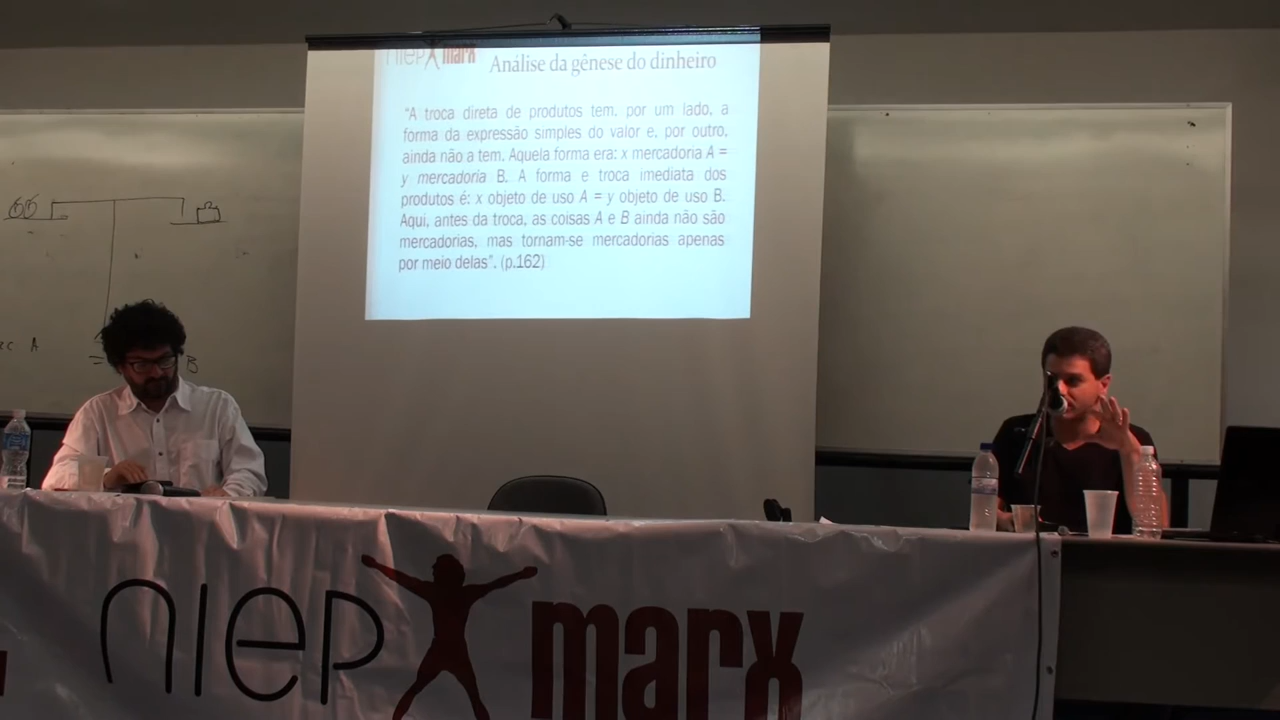 niep marx
Análise da gênese do dinheiro
"A troca direta de produtos tem, por um lado, a
forma da expressão simples do valor e, por outro,
ainda não a tem. Aquela forma era: x mercadoria A =
y mercadoria B. A forma e troca imediata dos
produtos é: x objeto de uso A = y objeto de uso B.
Aqui, antes da troca, as coisas A e B ainda não são
mercadorias, mas tornam-se mercadorias apenas
por meio delas". (p.162)
A
=
B
niep marx